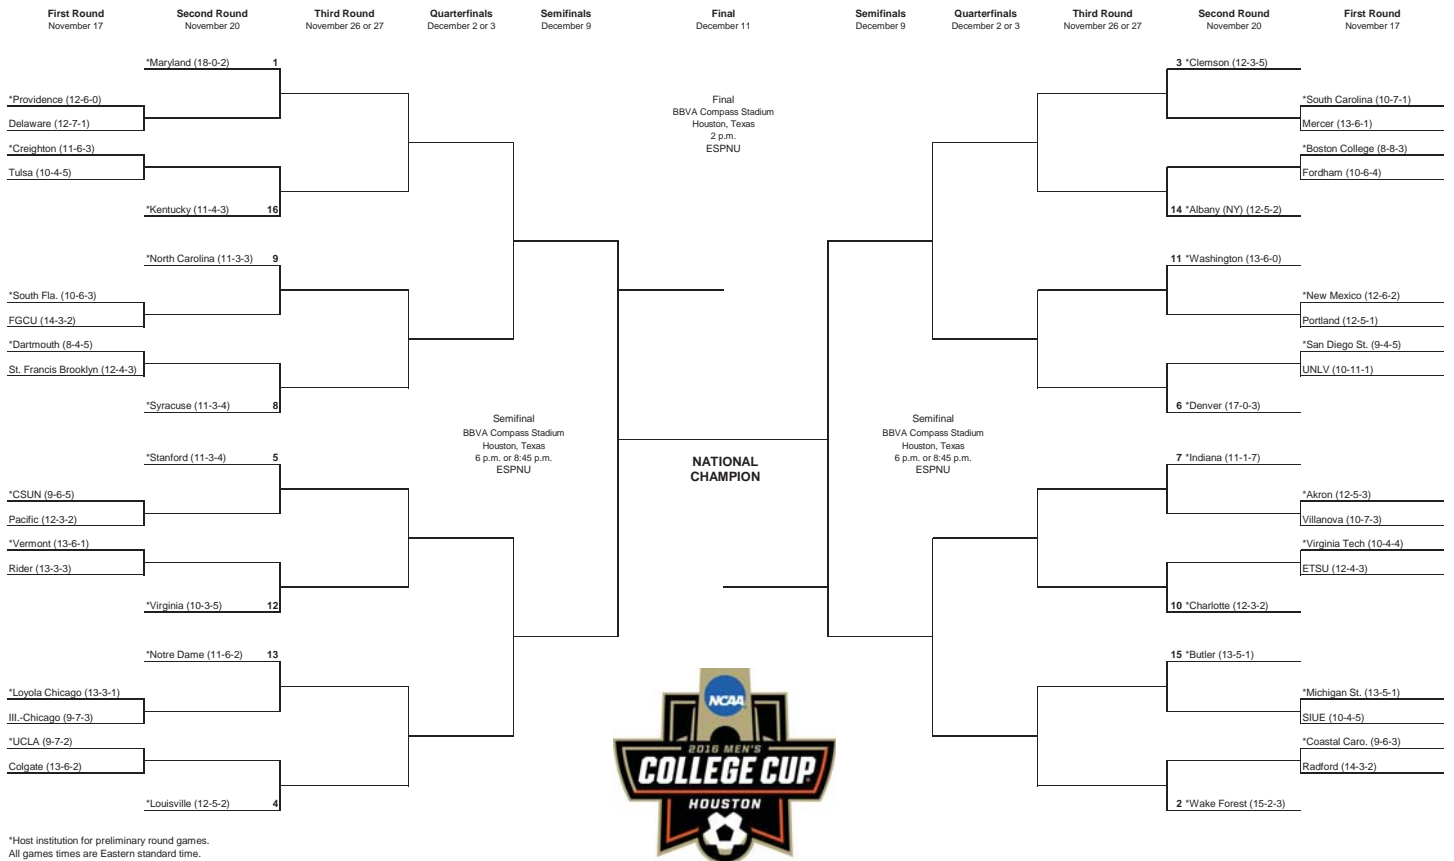 First Round
November 17
Second Round
November 20
Third Round
November 26 or 27
Quarterfinals
December 2 or 3
Semifinals
December 9
Final
December 11
Semifinals
December 9
Quarterfinals
December 2 or 3
Third Round
November 26 or 27
Second Round
November 20
First Round
November 17
*Maryland (18-0-2) 1
*Providence (12-6-0)
Delaware (12-7-1)
*Creighton (11-6-3)
Tulsa (10-4-5)
*Kentucky (11-4-3) 16
*North Carolina (11-3-3) 9
*South Fla. (10-6-3)
FGCU (14-3-2)
*Dartmouth (8-4-5)
St. Francis Brooklyn (12-4-3)
*Syracuse (11-3-4) 8
*Stanford (11-3-4) 5
*CSUN (9-6-5)
Pacific (12-3-2)
*Vermont (13-6-1)
Rider (13-3-3)
*Virginia (10-3-5) 12
*Notre Dame (11-6-2) 13
*Loyola Chicago (13-3-1)
Ill.-Chicago (9-7-3)
*UCLA (9-7-2)
Colgate (13-6-2)
*Louisville (12-5-2) 4
Final
BBVA Compass Stadium
Houston, Texas
2 p.m.
ESPNU
Semifinal
BBVA Compass Stadium
Houston, Texas
6 p.m. or 8:45 p.m.
ESPNU
NATIONAL
CHAMPION
Semifinal
BBVA Compass Stadium
Houston, Texas
6 p.m. or 8:45 p.m.
ESPNU
3 *Clemson (12-3-5)
*South Carolina (10-7-1)
Mercer (13-6-1)
*Boston College (8-8-3)
Fordham (10-6-4)
14 *Albany (NY) (12-5-2)
11 *Washington (13-6-0)
*New Mexico (12-6-2)
Portland (12-5-1)
*San Diego St. (9-4-5)
UNLV (10-11-1)
6 *Denver (17-0-3)
7 *Indiana (11-1-7)
*Akron (12-5-3)
Villanova (10-7-3)
*Virginia Tech (10-4-4)
ETSU (12-4-3)
10 *Charlotte (12-3-2)
15 *Butler (13-5-1)
*Michigan St. (13-5-1)
SIUE (10-4-5)
*Coastal Caro. (9-6-3)
Radford (14-3-2)
2 *Wake Forest (15-2-3)
NCAA
2016 MEN'S
COLLEGE CUP
HOUSTON
*Host institution for preliminary round games.
All games times are Eastern standard time.